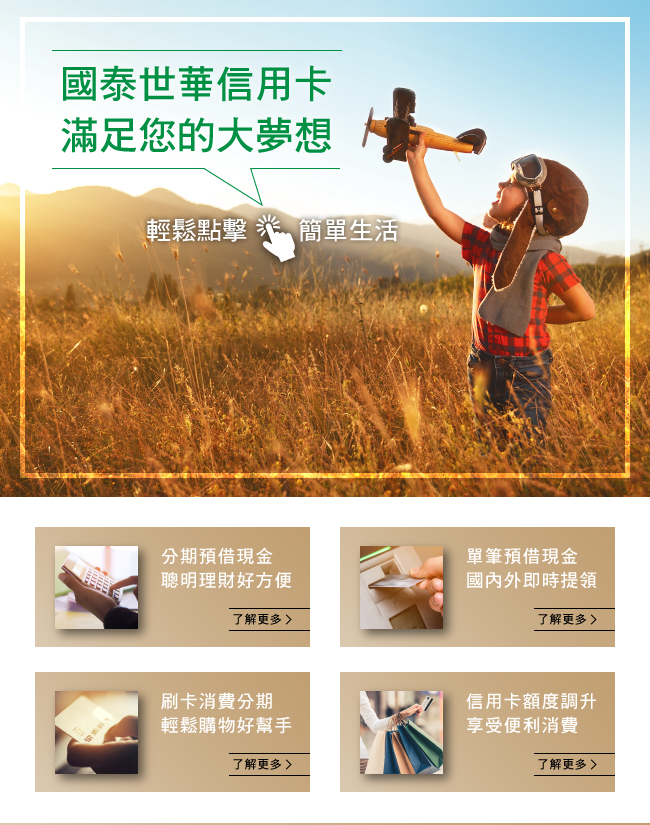 國泰世華信用卡
滿足您的大夢想
輕鬆點擊 簡單生活
分期預借現金
聰明理財好方便
了解更多
單筆預借現金
國內外即時提領
了解更多
刷卡消費分期
輕鬆購物好幫手
了解更多
信用卡額度調升
享受便利消費
了解更多